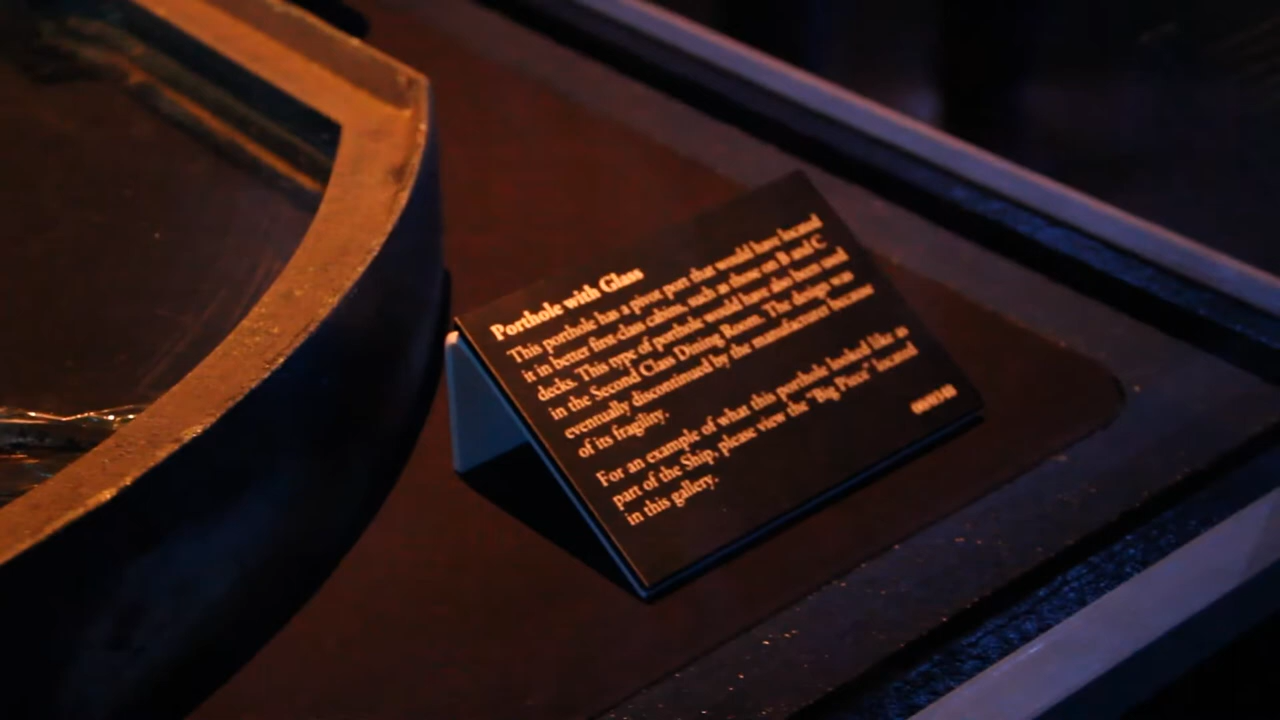 Porthole with Glass
This porthole has a pivot port that would have located
it in better first-class cabins, such as those on B and C
decks. This type of porthole would have also been used
in the Second Class Dining Room. The design was
eventually discontinued by the manufacturer because
of its fragility.
For an example of what this porthole looked like as
part of the Ship, please view the "Big Piece" located
in this gallery.